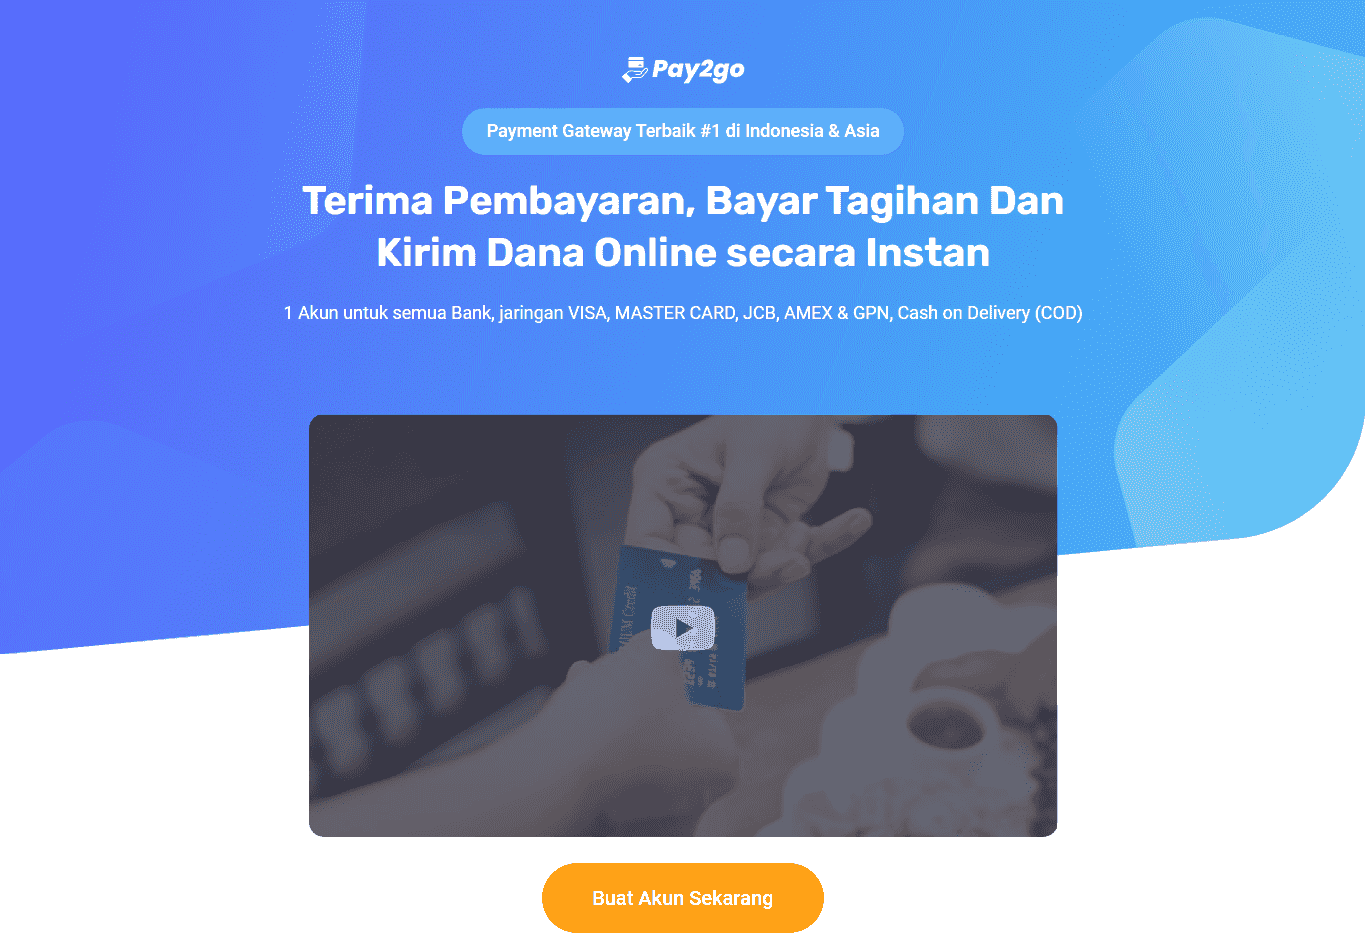 Pay2go
Payment Gateway Terbaik #1 di Indonesia & Asia
Terima Pembayaran, Bayar Tagihan Dan
Kirim Dana Online secara Instan
1 Akun untuk semua Bank, jaringan VISA, MASTER CARD, JCB, AMEX & GPN, Cash on Delivery (COD)
Credit
Buat Akun Sekarang